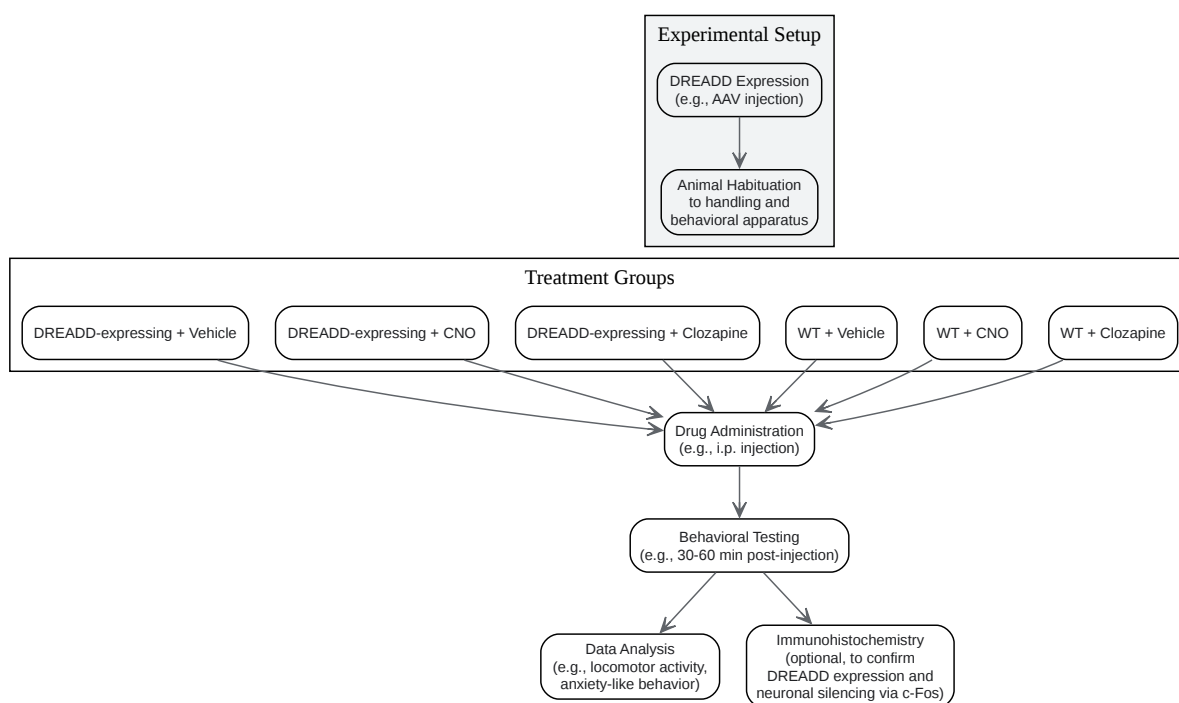 Experimental Setup
DREADD Expression
(e.g., AAV injection)
Animal Habituation
to handling and
behavioral apparatus
Treatment Groups
DREADD-expressing + Vehicle
DREADD-expressing + CNO
DREADD-expressing + Clozapine
WT + Vehicle
WT + CNO
WT + Clozapine
Drug Administration
(e.g., i.p. injection)
Behavioral Testing
(e.g., 30-60 min post-injection)
Data Analysis
(e.g., locomotor activity,
anxiety-like behavior)
Immunohistochemistry
(optional, to confirm
DREADD expression and
neuronal silencing via c-Fos)